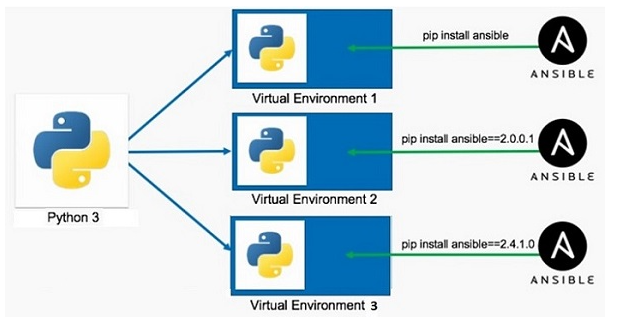 pip install ansible
ANSIBLE
Virtual Environment 1
pip install ansible==2.0.0.1
ANSIBLE
Virtual Environment 2
Python 3
pip install ansible==2.4.1.0
ANSIBLE
Virtual Environment 3